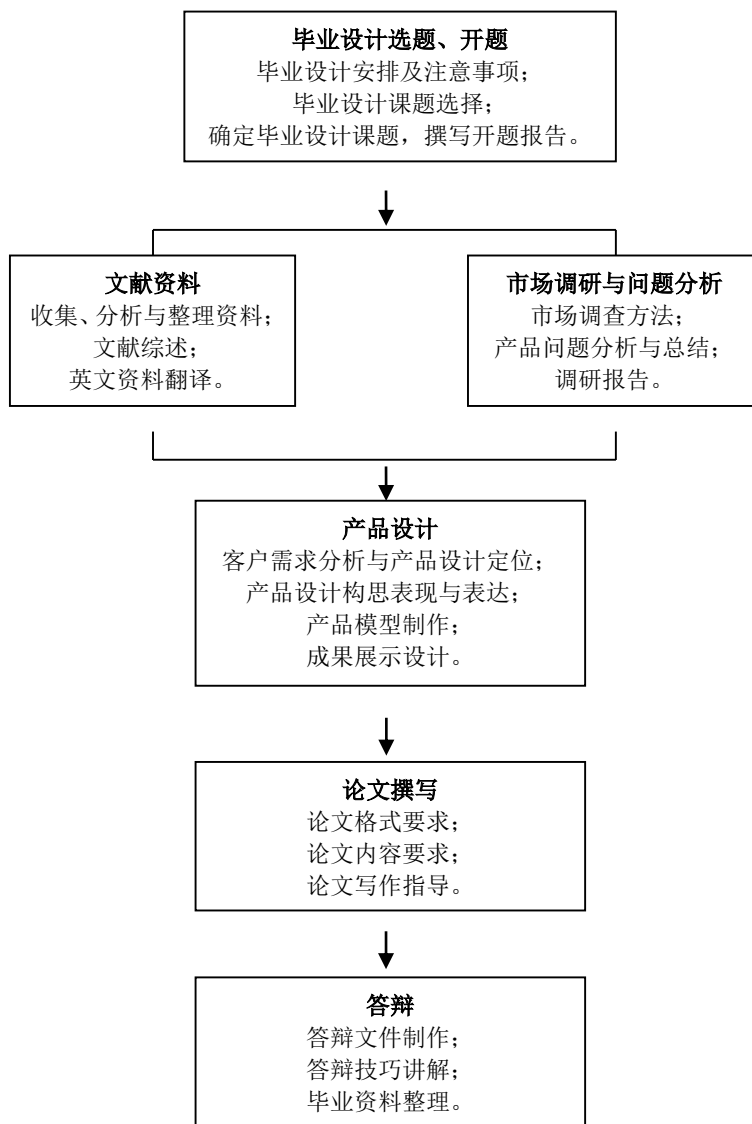 毕业设计选题、开题
毕业设计安排及注意事项；
毕业设计课题选择；
确定毕业设计课题，撰写开题报告。
文献资料
收集、分析与整理资料；
文献综述；
英文资料翻译。
市场调研与问题分析
市场调查方法；
产品问题分析与总结；
调研报告。
产品设计
客户需求分析与产品设计定位；
产品设计构思表现与表达；
产品模型制作；
成果展示设计。
论文撰写
论文格式要求；
论文内容要求；
论文写作指导。
答辩
答辩文件制作；
答辩技巧讲解；
毕业资料整理。